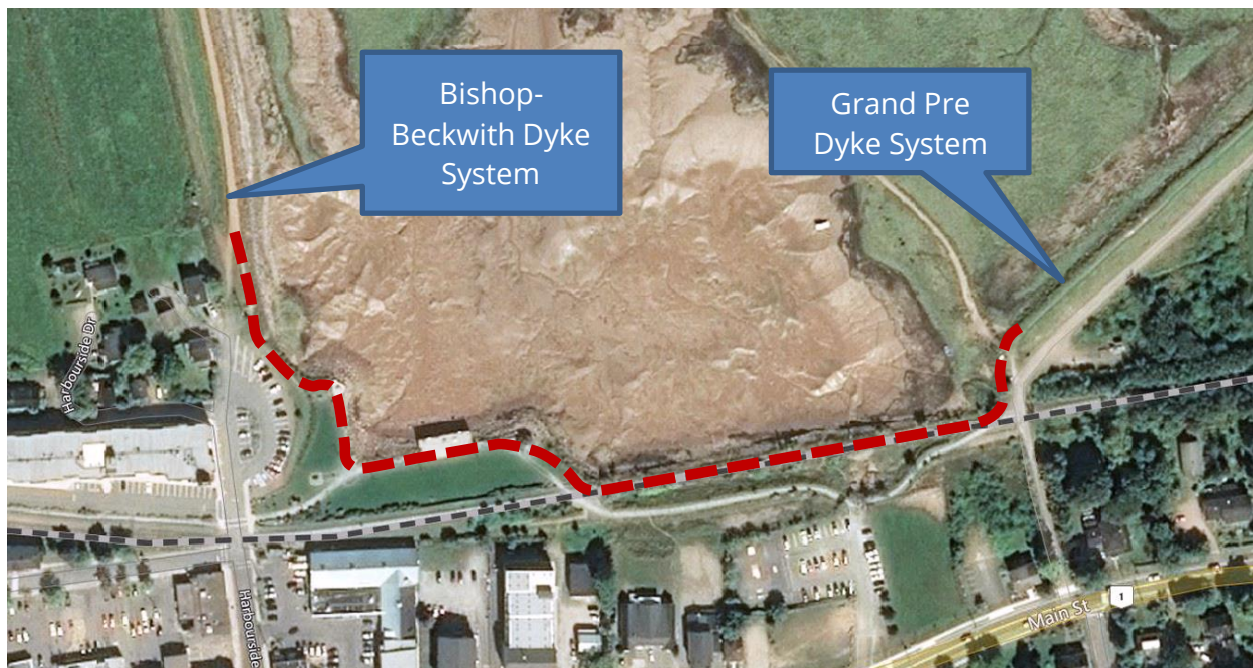 Bishop-
Beckwith Dyke
System
Grand Pre
Dyke System
Harbourside Dr
Harbourside
Main St
1